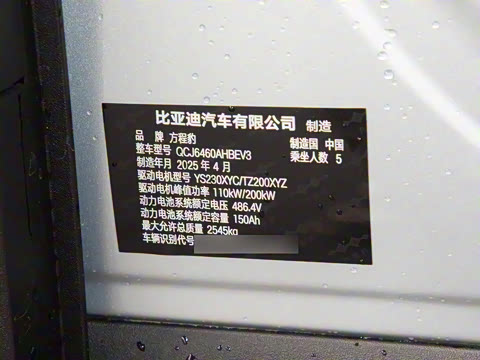 比亚迪汽车有限公司 制造
品 牌 方程豹 制造国 中国
整车型号 QCJ6460AHBEV3 乘坐人数 5
制造年月 2025 年 4 月
驱动电机型号 YS230XYC/TZ200XYZ
驱动电机峰值功率 110kW/200kW
动力电池系统额定电压 486.4V
动力电池系统额定容量 150Ah
最大允许总质量 2545kg
车辆识别代号